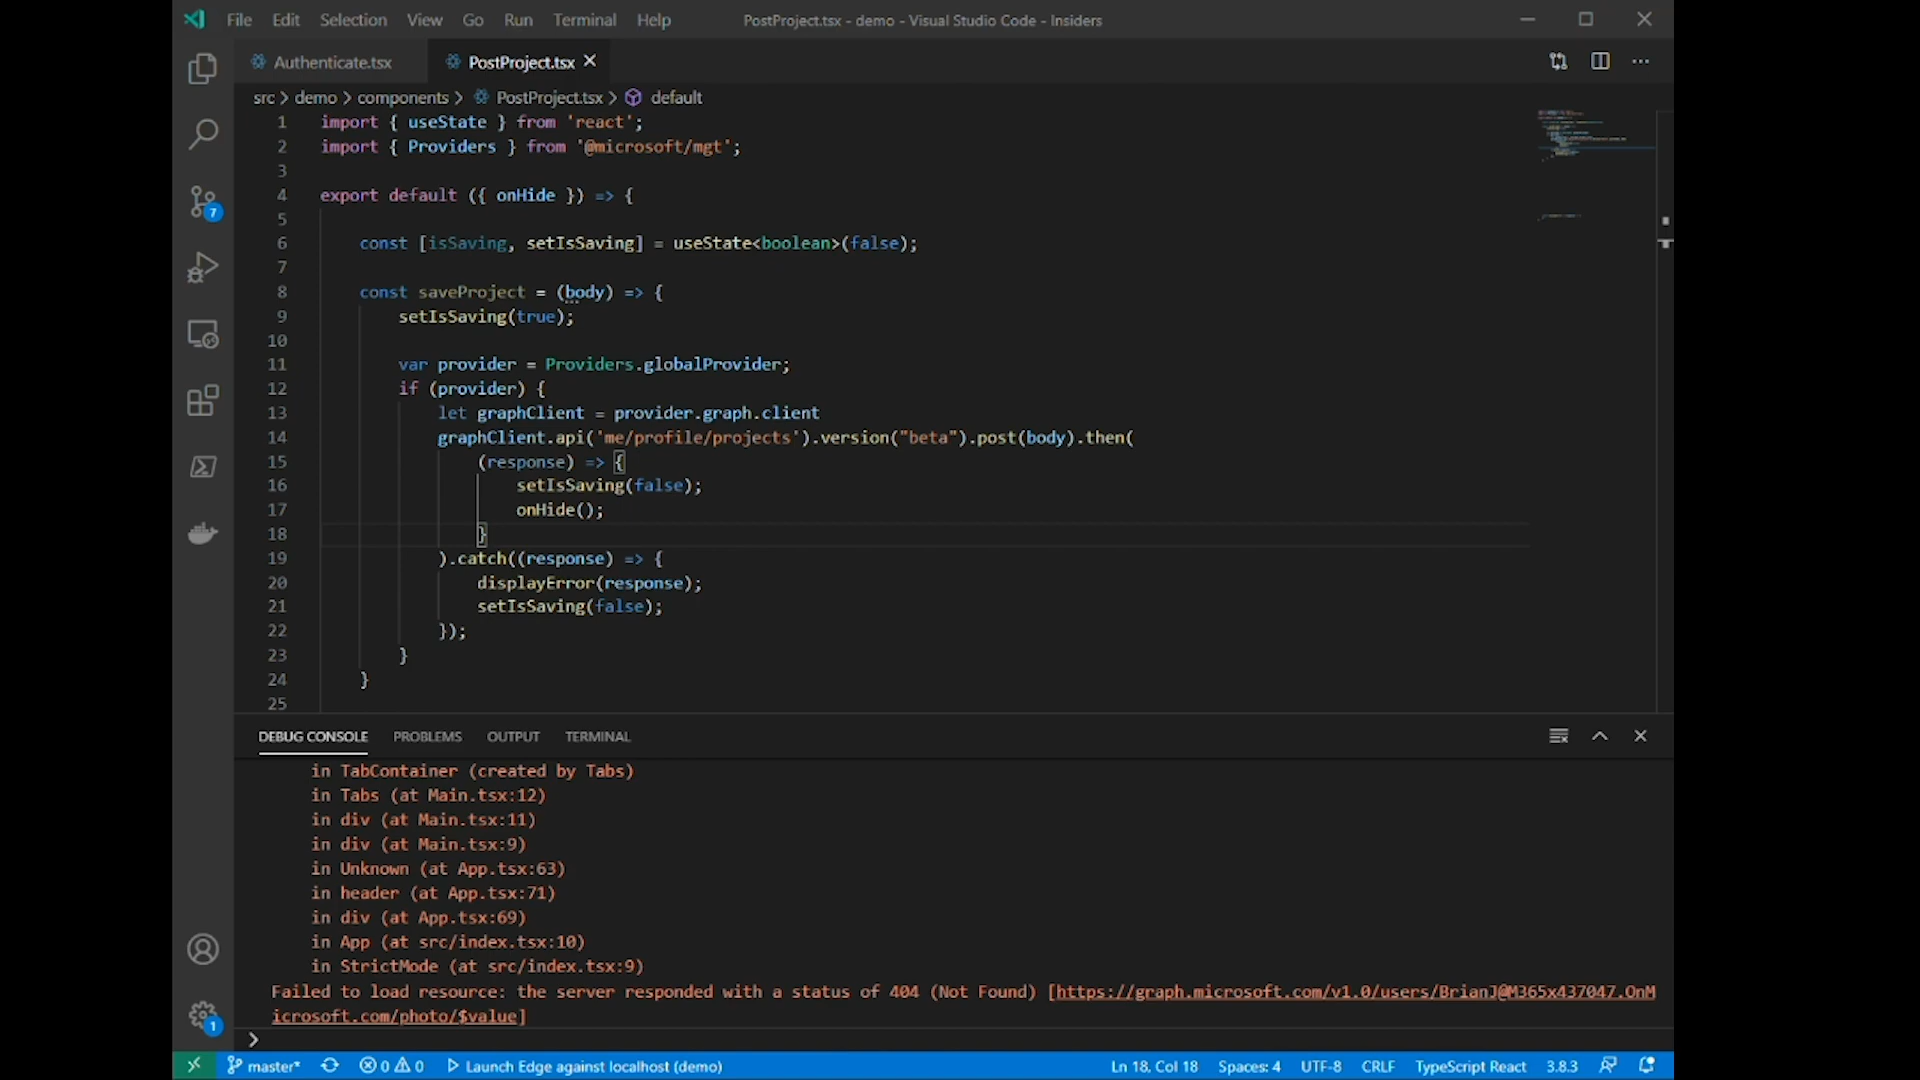 File Edit Selection View Go Run Terminal Help PostProject.tsx - demo - Visual Studio Code - Insiders
Authenticate.tsx PostProject.tsx
src > demo > components > PostProject.tsx > default
1 import { useState } from 'react';
2 import { Providers } from '@microsoft/mgt';
3
4 export default ({ onHide }) => {
5
6 const [isSaving, setIsSaving] = useState<boolean>(false);
7
8 const saveProject = (body) => {
9 setIsSaving(true);
10
11 var provider = Providers.globalProvider;
12 if (provider) {
13 let graphClient = provider.graph.client
14 graphClient.api('me/profile/projects').version("beta").post(body).then(
15 (response) => {
16 setIsSaving(false);
17 onHide();
18 }
19 ).catch((response) => {
20 displayError(response);
21 setIsSaving(false);
22 });
23 }
24 }
25
DEBUG CONSOLE PROBLEMS OUTPUT TERMINAL
in TabContainer (created by Tabs)
in Tabs (at Main.tsx:12)
in div (at Main.tsx:11)
in div (at Main.tsx:9)
in Unknown (at App.tsx:63)
in header (at App.tsx:71)
in div (at App.tsx:69)
in App (at src/index.tsx:10)
in StrictMode (at src/index.tsx:9)
Failed to load resource: the server responded with a status of 404 (Not Found) [https://graph.microsoft.com/v1.0/users/BrianJ@M365x437047.OnM
icrosoft.com/photo/$value]
7
1
master* 0 0 Launch Edge against localhost (demo) Ln 18, Col 18 Spaces: 4 UTF-8 CRLF TypeScript React 3.8.3